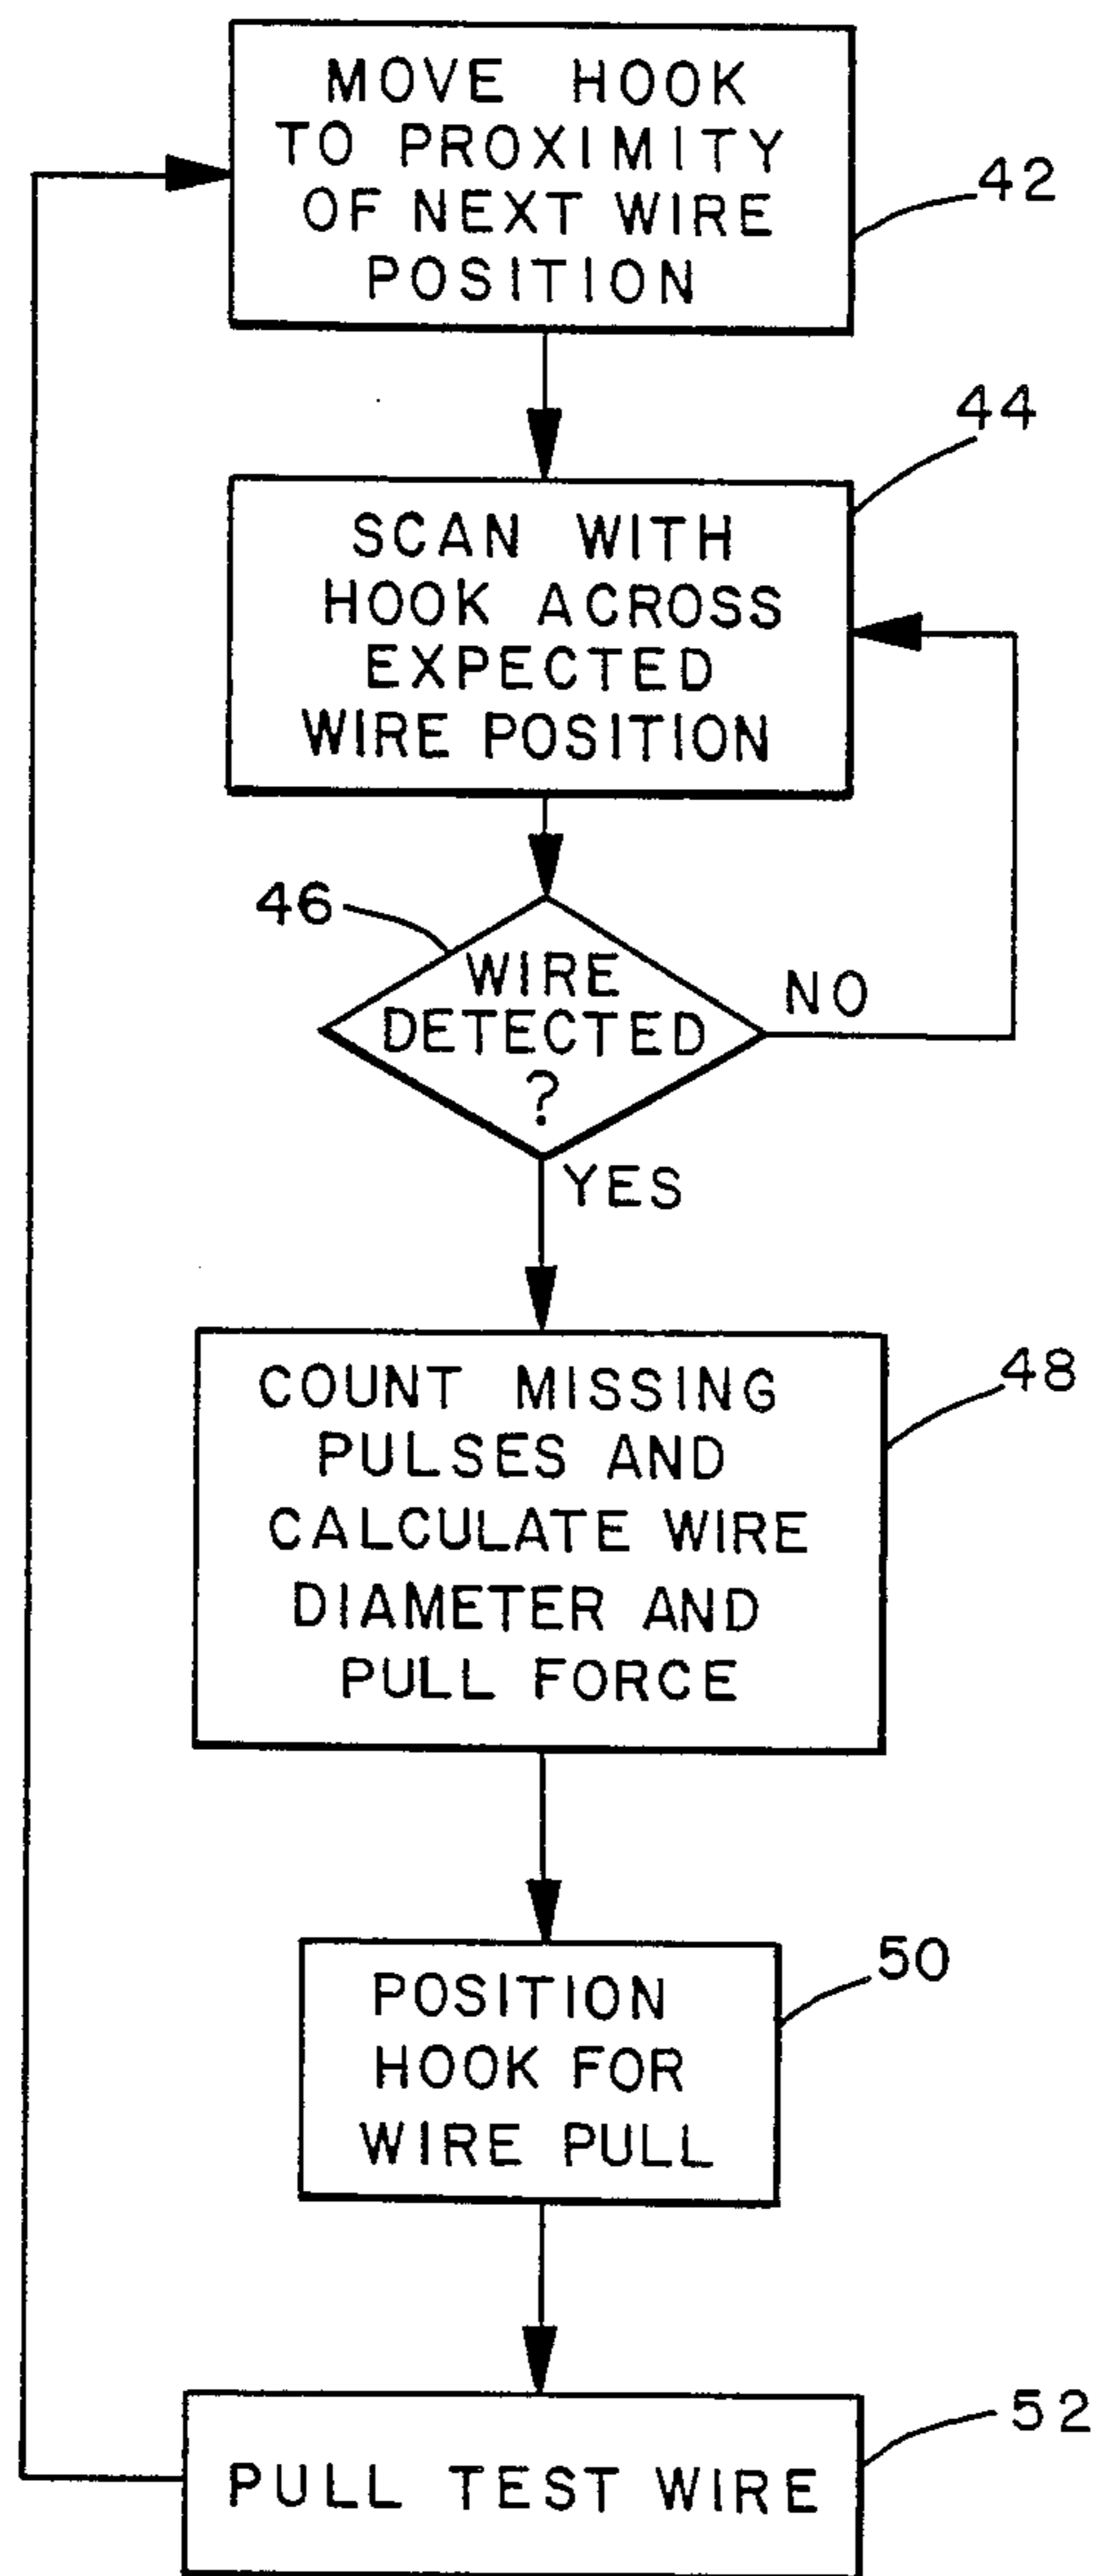 MOVE HOOK
TO PROXIMITY
OF NEXT WIRE
POSITION
42
44
SCAN WITH
HOOK ACROSS
EXPECTED
WIRE POSITION
46
WIRE
DETECTED
?
NO
YES
48
COUNT MISSING
PULSES AND
CALCULATE WIRE
DIAMETER AND
PULL FORCE
50
POSITION
HOOK FOR
WIRE PULL
52
PULL TEST WIRE